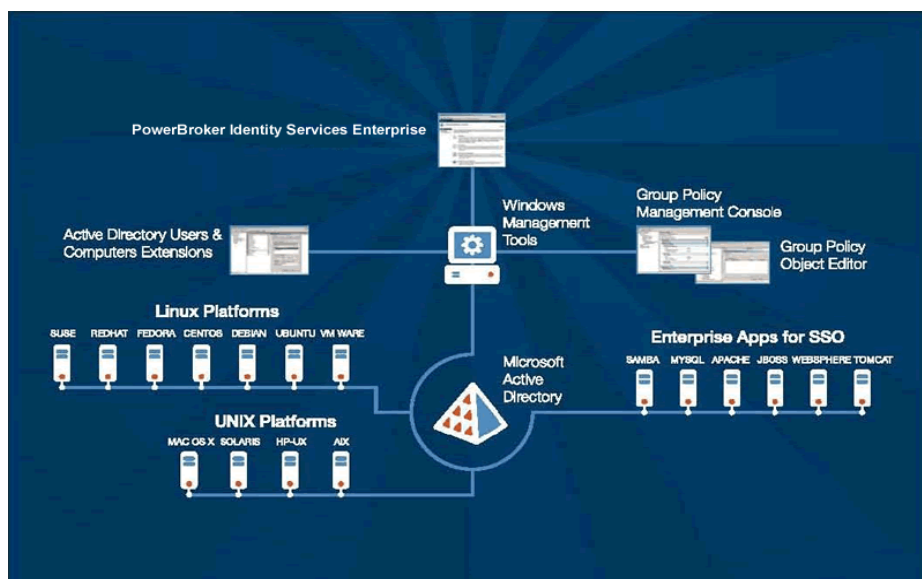 PowerBroker Identity Services Enterprise
Windows
Management
Tools
Group Policy
Management Console
Group Policy
Object Editor
Active Directory Users &
Computers Extensions
Linux Platforms
SUSE REDHAT FEDORA CENTOS DEBIAN UBUNTU VM WARE
Enterprise Apps for SSO
SAMBA MYSQL APACHE JBOSS WEBSPHERE TOMCAT
Microsoft
Active
Directory
UNIX Platforms
MAC OS X SOLARIS HP-UX AIX